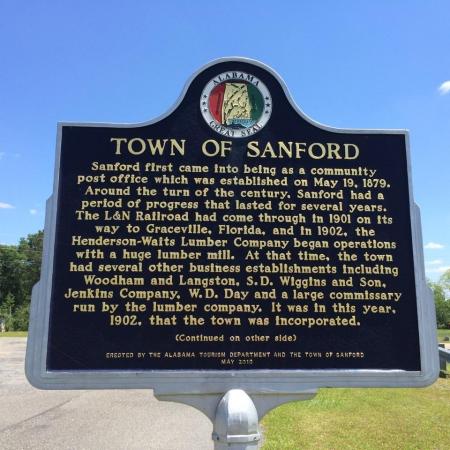 ALABAMA
GREAT SEAL
TOWN OF SANFORD
Sanford first came into being as a community
post office which was established on May 19, 1879.
Around the turn of the century, Sanford had a
period of progress that lasted for several years.
The L&N Railroad had come through in 1901 on its
way to Graceville, Florida, and in 1902, the
Henderson-Waits Lumber Company began operations
with a huge lumber mill. At that time, the town
had several other business establishments including
Woodham and Langston, S.D. Wiggins and Son,
Jenkins Company, W.D. Day and a large commissary
run by the lumber company. It was in this year,
1902, that the town was incorporated.
(Continued on other side)
ERECTED BY THE ALABAMA TOURISM DEPARTMENT AND THE TOWN OF SANFORD
MAY 2010